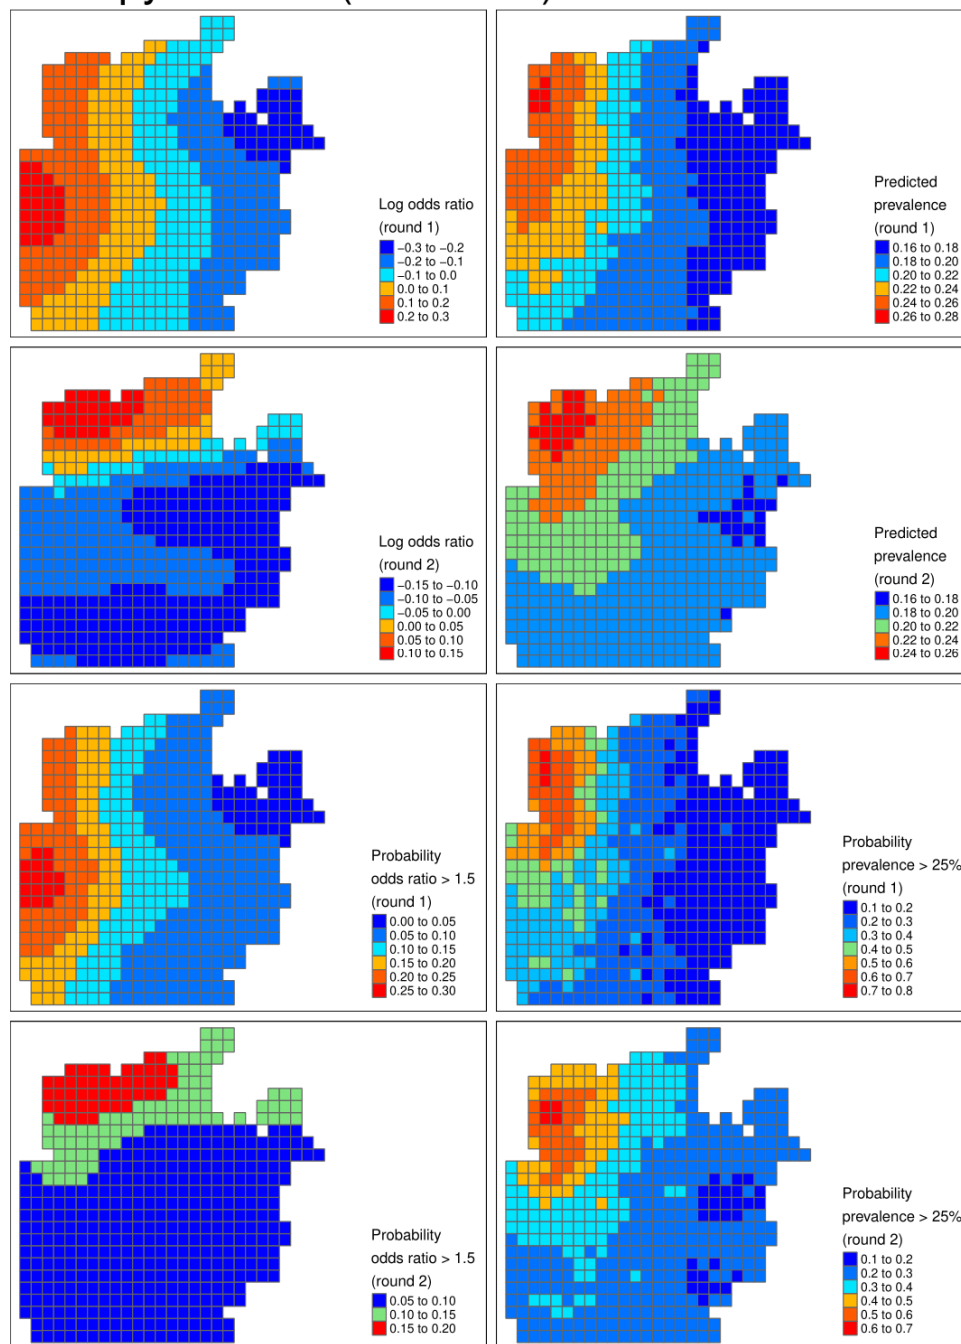 Log odds ratio
(round 1)
−0.3 to −0.2
−0.2 to −0.1
−0.1 to 0.0
0.0 to 0.1
0.1 to 0.2
0.2 to 0.3
Predicted
prevalence
(round 1)
0.16 to 0.18
0.18 to 0.20
0.20 to 0.22
0.22 to 0.24
0.24 to 0.26
0.26 to 0.28
Log odds ratio
(round 2)
−0.15 to −0.10
−0.10 to −0.05
−0.05 to 0.00
0.00 to 0.05
0.05 to 0.10
0.10 to 0.15
Predicted
prevalence
(round 2)
0.16 to 0.18
0.18 to 0.20
0.20 to 0.22
0.22 to 0.24
0.24 to 0.26
Probability
odds ratio > 1.5
(round 1)
0.00 to 0.05
0.05 to 0.10
0.10 to 0.15
0.15 to 0.20
0.20 to 0.25
0.25 to 0.30
Probability
prevalence > 25%
(round 1)
0.1 to 0.2
0.2 to 0.3
0.3 to 0.4
0.4 to 0.5
0.5 to 0.6
0.6 to 0.7
0.7 to 0.8
Probability
odds ratio > 1.5
(round 2)
0.05 to 0.10
0.10 to 0.15
0.15 to 0.20
Probability
prevalence > 25%
(round 2)
0.1 to 0.2
0.2 to 0.3
0.3 to 0.4
0.4 to 0.5
0.5 to 0.6
0.6 to 0.7